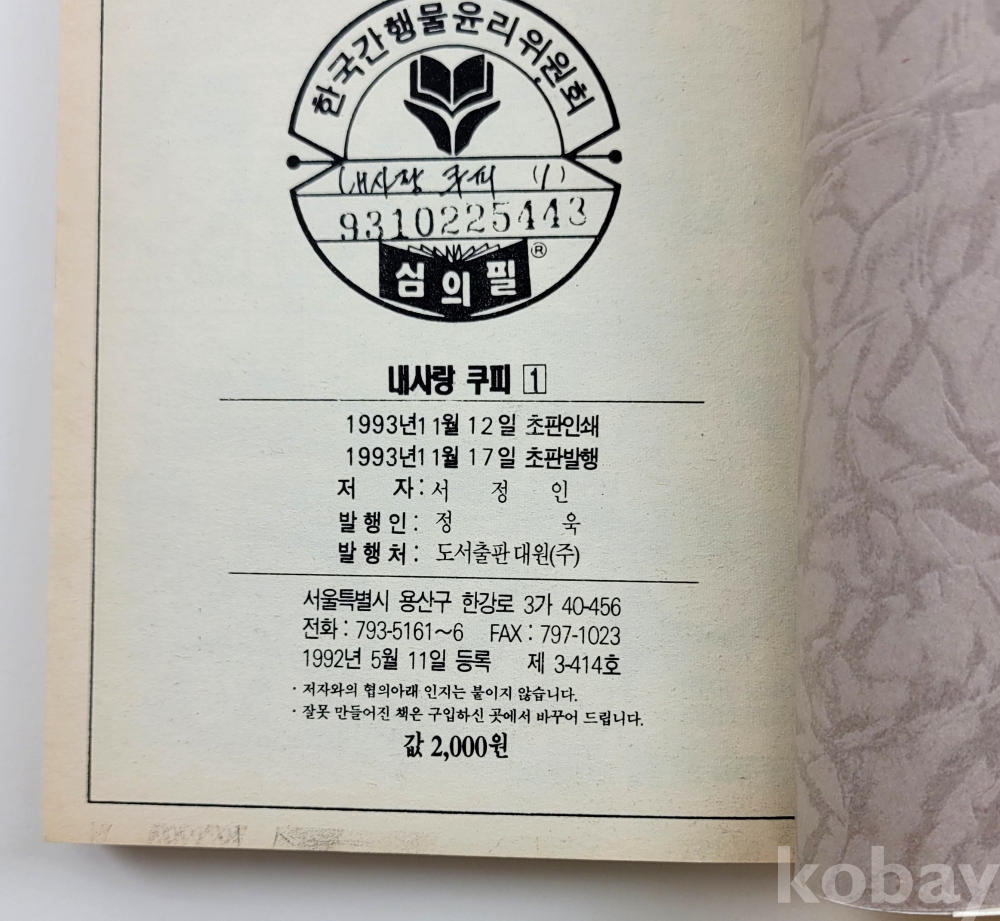 한국간행물윤리위원회
내사랑 쿠피 (1)
9310225443
심의필 ®
내사랑 쿠피 1
1993년11월 12일 초판인쇄
1993년11월 17일 초판발행
저 자 : 서 정 인
발행인 : 정 욱
발행처 : 도서출판 대원(주)
서울특별시 용산구 한강로 3가 40-456
전화 : 793-5161~6 FAX : 797-1023
1992년 5월 11일 등록 제 3-414호
· 저자와의 협의아래 인지는 붙이지 않습니다.
· 잘못 만들어진 책은 구입하신 곳에서 바꾸어 드립니다.
값 2,000원
kobay